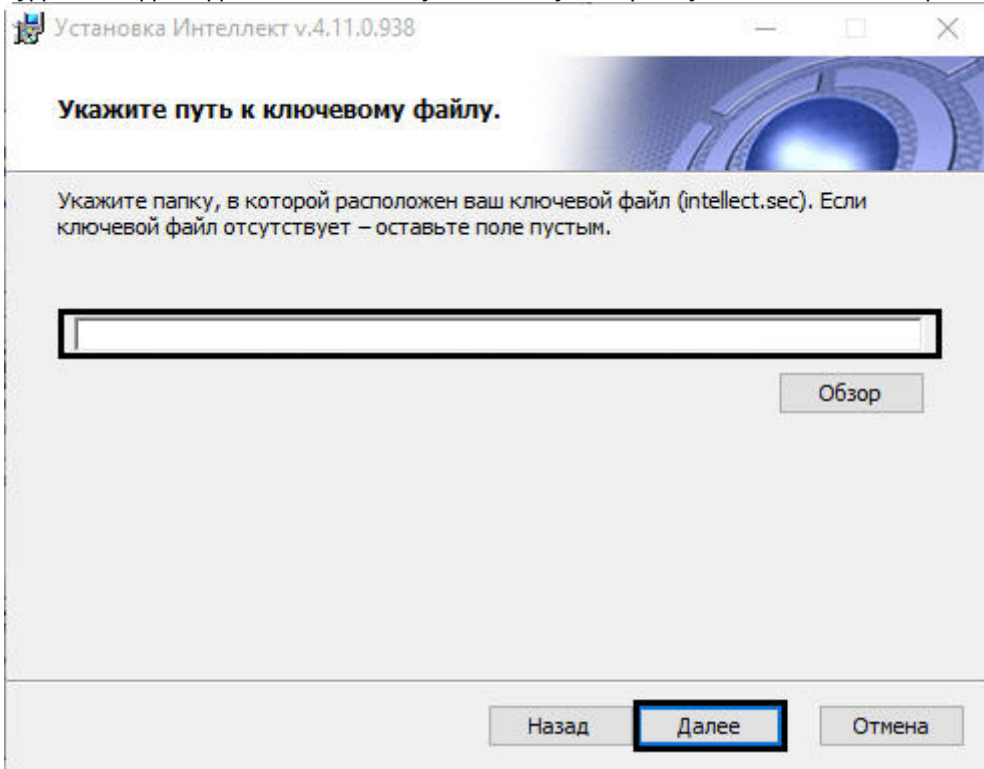 Установка Интеллект v.4.11.0.938
Укажите путь к ключевому файлу.
Укажите папку, в которой расположен ваш ключевой файл (intellect.sec). Если
ключевой файл отсутствует – оставьте поле пустым.
Обзор
Назад Далее Отмена